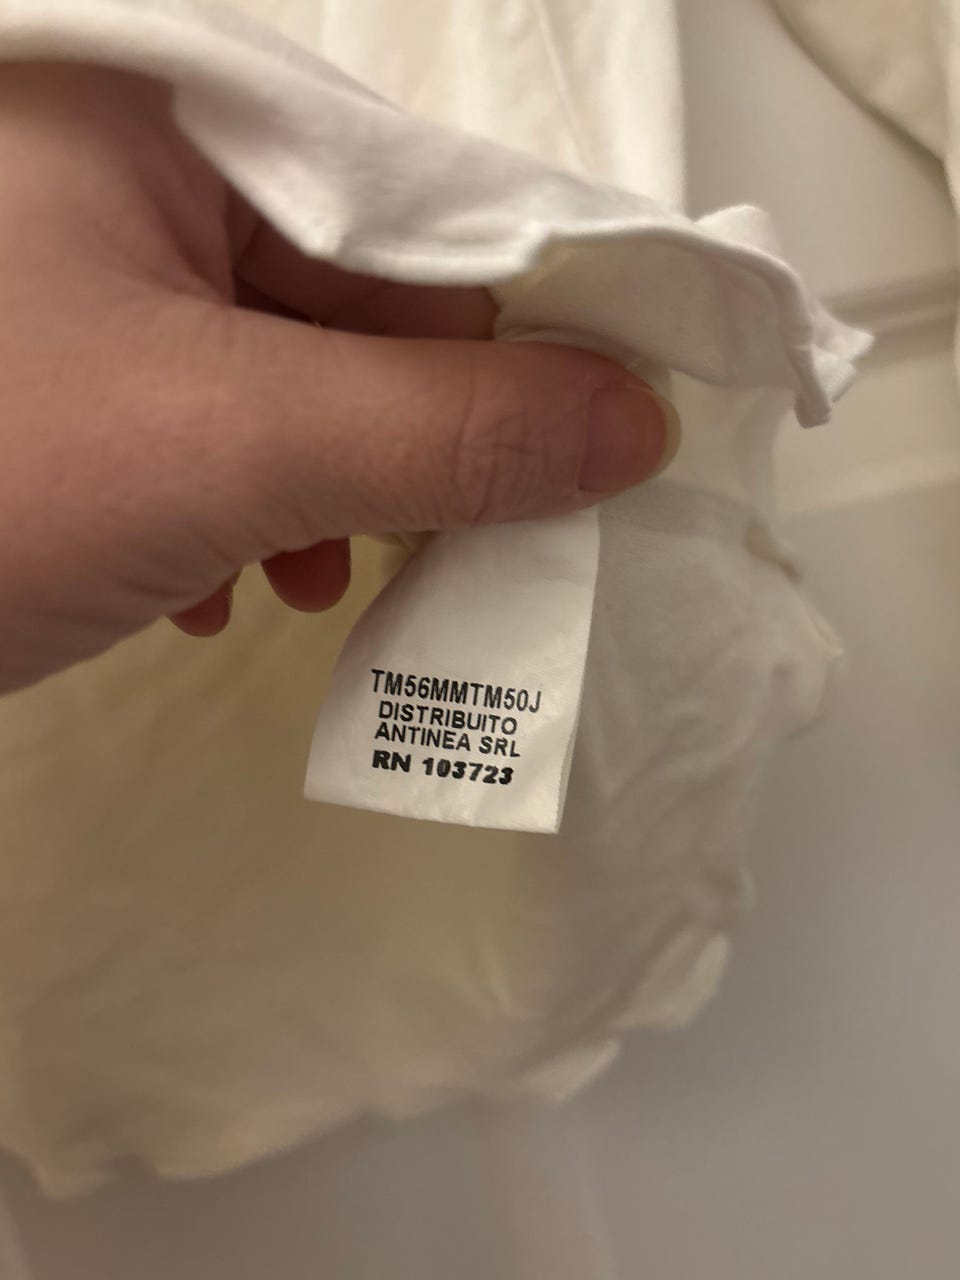 TM56MMTM50J
DISTRIBUITO
ANTINEA SRL
RN 103723